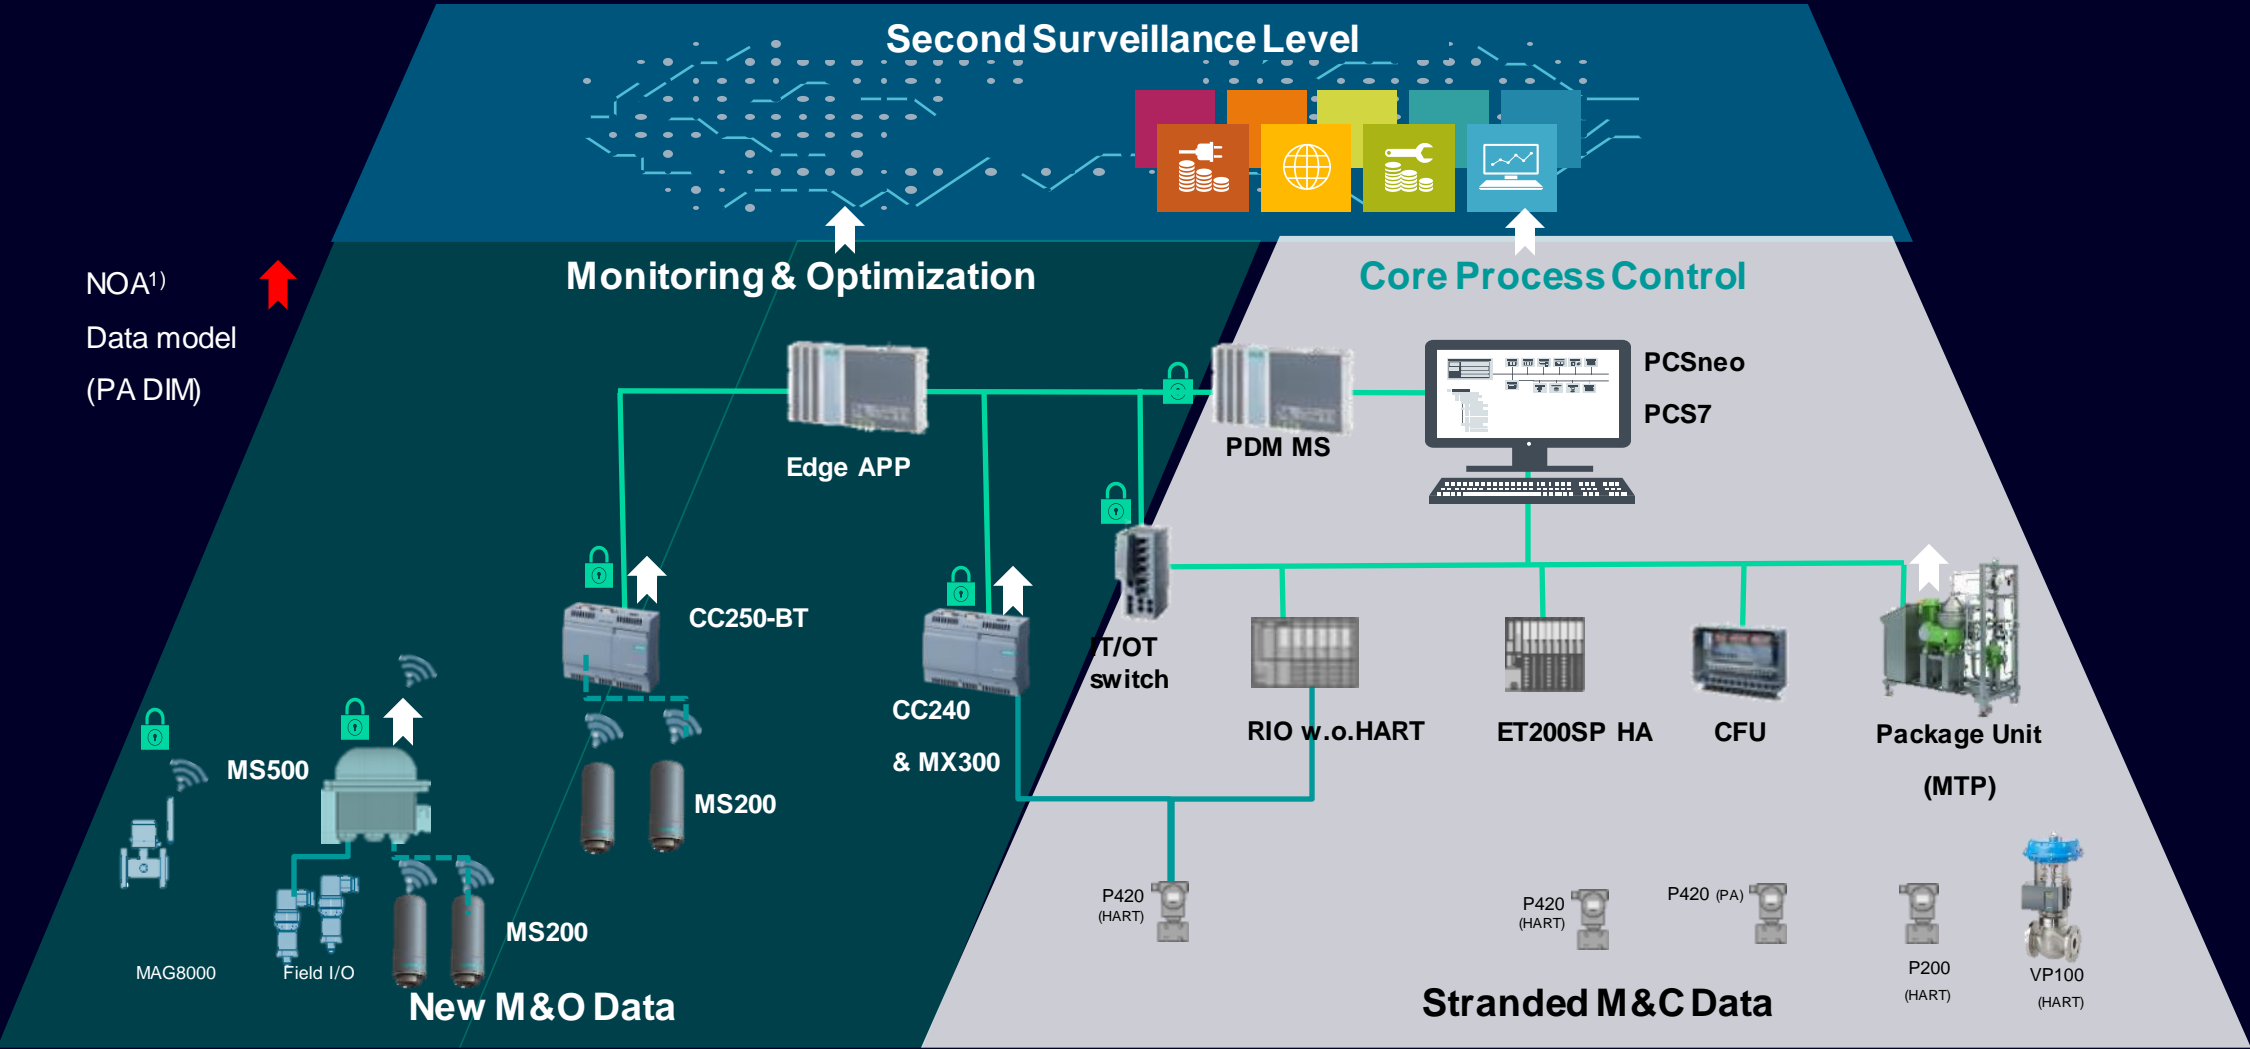 Second Surveillance Level
NOA1)
Data model
(PA DIM)
Monitoring & Optimization
Core Process Control
PCSneo
PCS7
PDM MS
Edge APP
CC250-BT
IT/OT
switch
CC240
& MX300
RIO w.o.HART
ET200SP HA
CFU
Package Unit
(MTP)
MS500
MS200
P420
(HART)
P420
(HART)
P420 (PA)
P200
(HART)
VP100
(HART)
MS200
MAG8000
Field I/O
New M&O Data
Stranded M&C Data